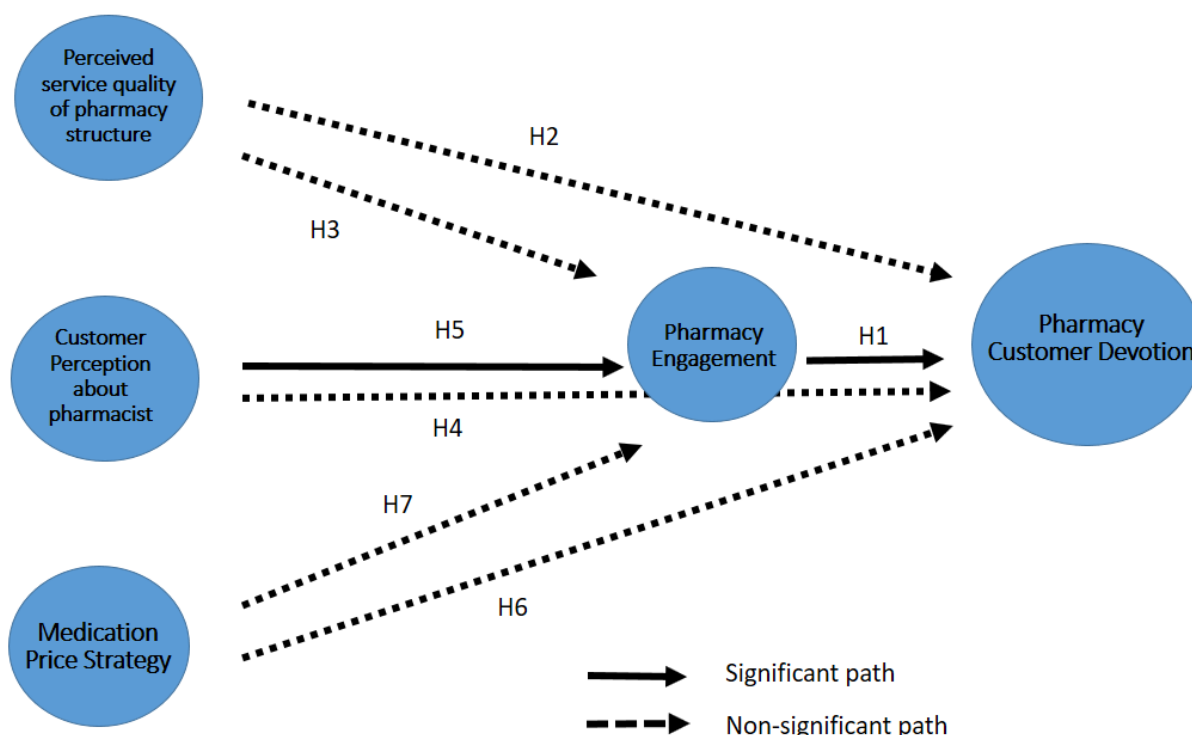 Perceived
service quality
of pharmacy
structure
H2
H3
Customer
Perception
about
pharmacist
H5
Pharmacy
Engagement
H1
Pharmacy
Customer Devotion
H4
H7
Medication
Price Strategy
H6
Significant path
Non-significant path